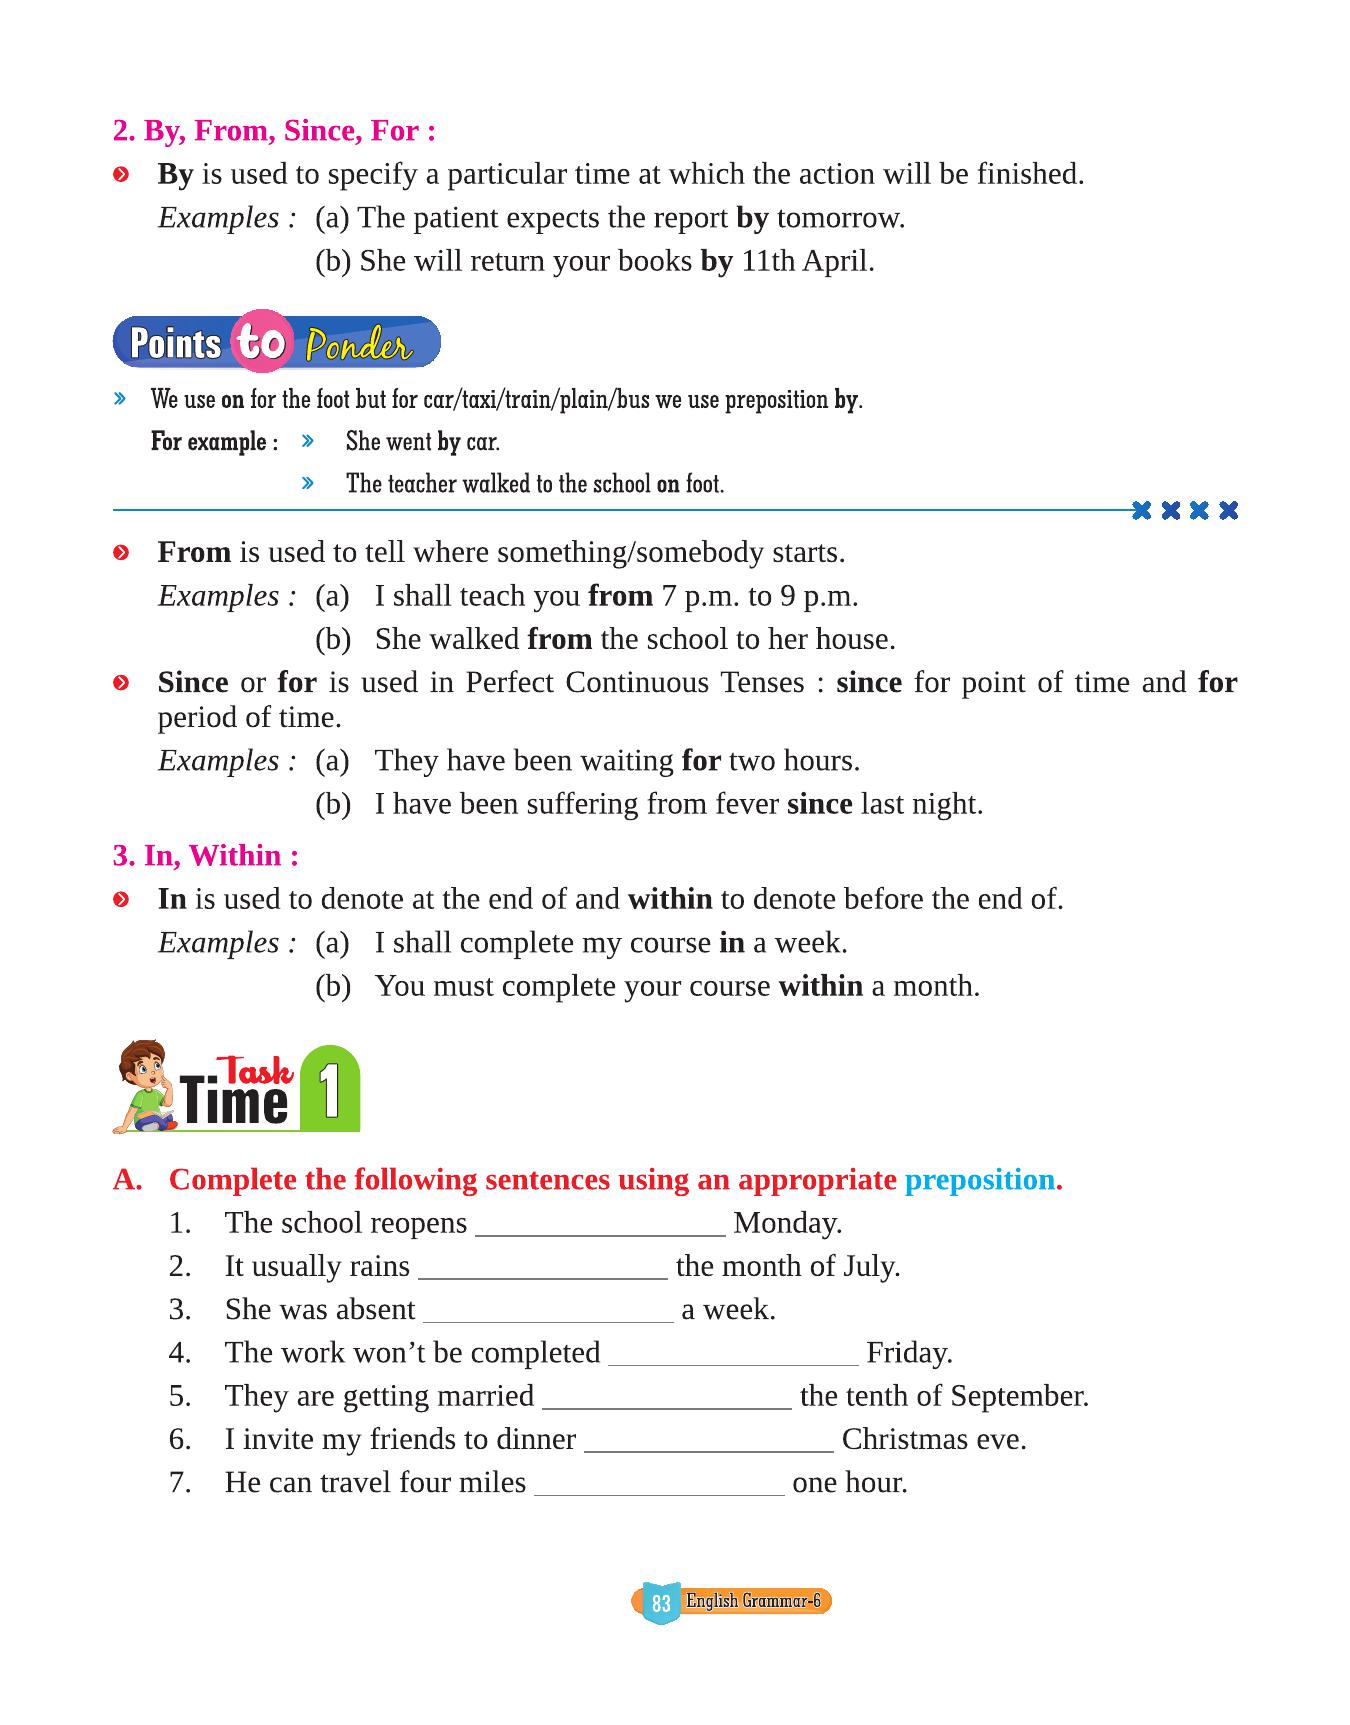 2. By, From, Since, For :
By is used to specify a particular time at which the action will be finished.
Examples : (a) The patient expects the report by tomorrow.
(b) She will return your books by 11th April.
Points to Ponder
We use on for the foot but for car/taxi/train/plain/bus we use preposition by.
For example : She went by car.
The teacher walked to the school on foot.
From is used to tell where something/somebody starts.
Examples : (a) I shall teach you from 7 p.m. to 9 p.m.
(b) She walked from the school to her house.
Since or for is used in Perfect Continuous Tenses : since for point of time and for
period of time.
Examples : (a) They have been waiting for two hours.
(b) I have been suffering from fever since last night.
3. In, Within :
In is used to denote at the end of and within to denote before the end of.
Examples : (a) I shall complete my course in a week.
(b) You must complete your course within a month.
Task
Time 1
A. Complete the following sentences using an appropriate preposition.
1. The school reopens ________________ Monday.
2. It usually rains ________________ the month of July.
3. She was absent ________________ a week.
4. The work won’t be completed ________________ Friday.
5. They are getting married ________________ the tenth of September.
6. I invite my friends to dinner ________________ Christmas eve.
7. He can travel four miles ________________ one hour.
83 English Grammar-6